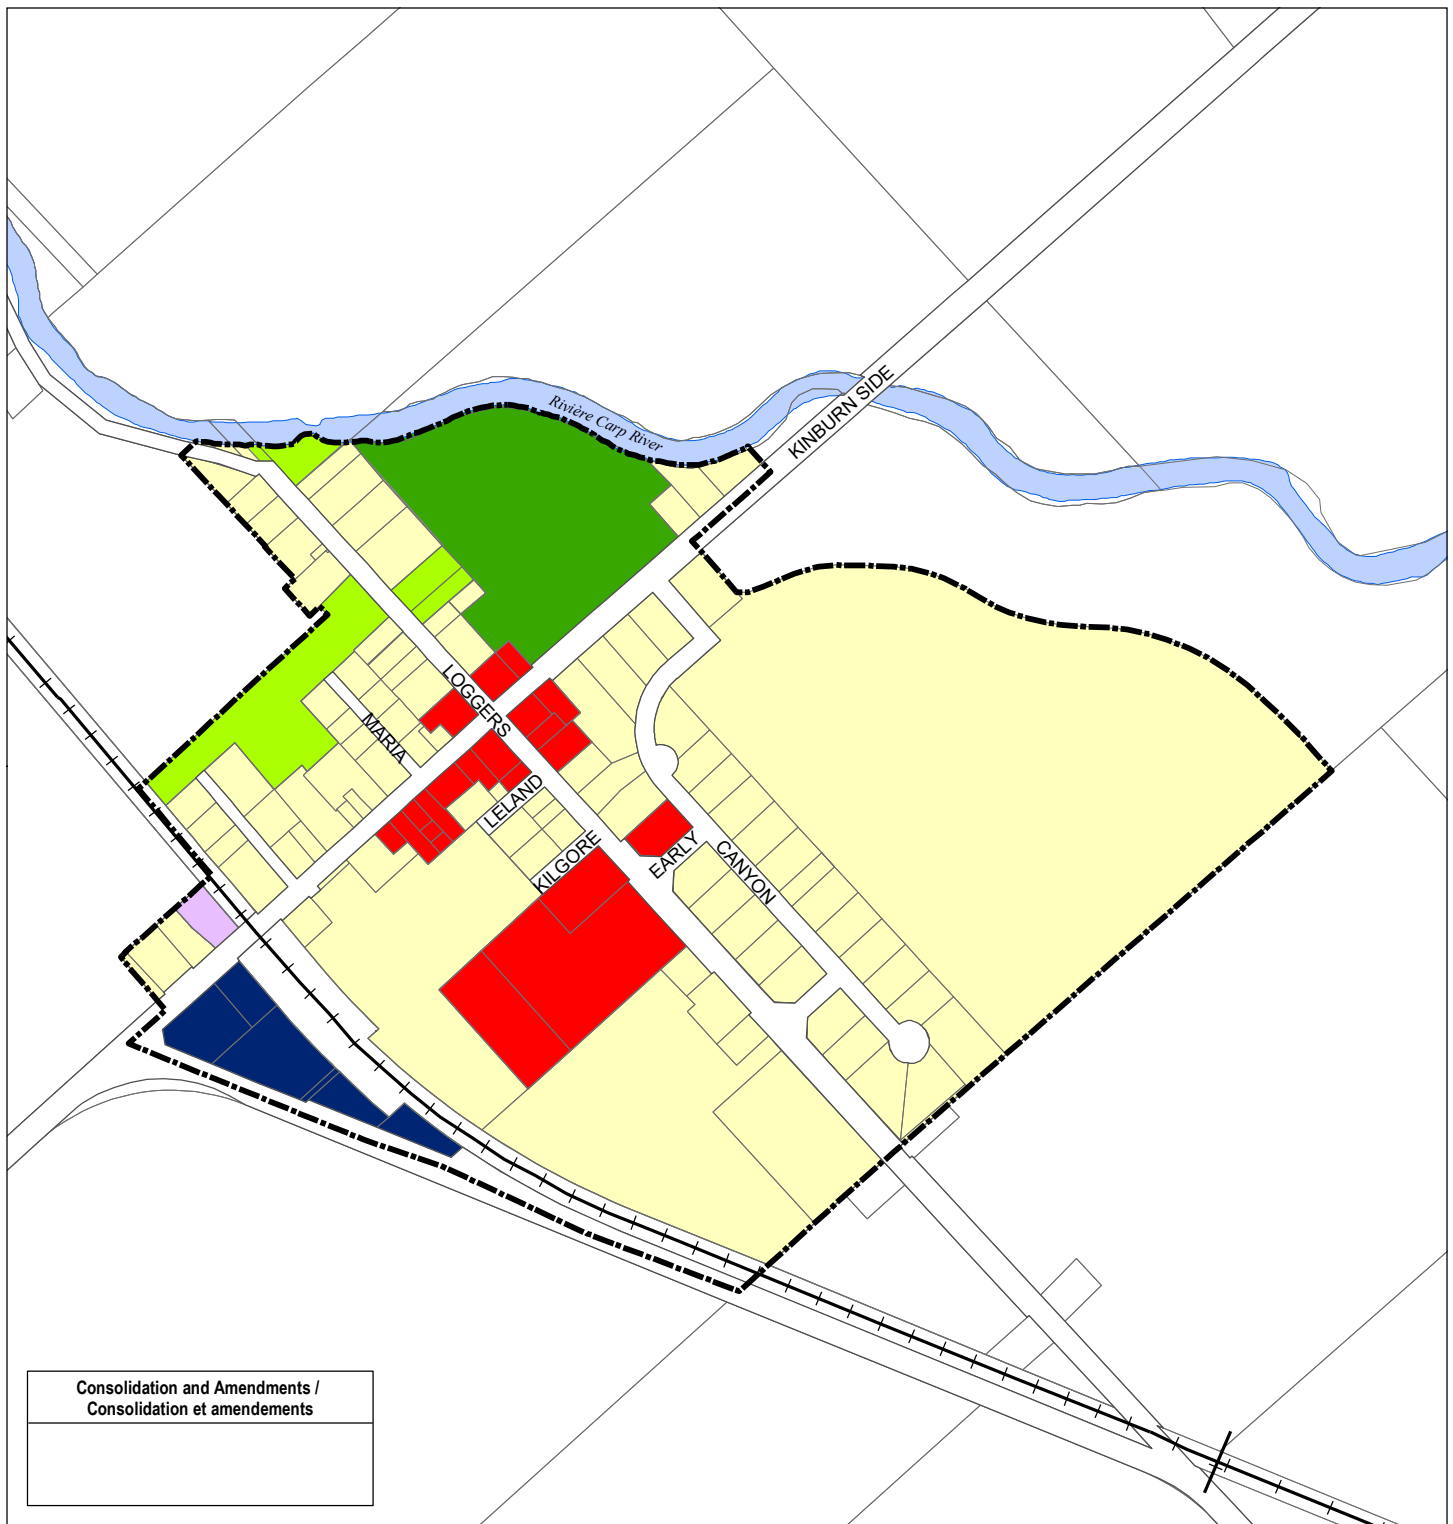 KINBURN SIDE
Rivière Carp River
LOGGERS
MARIA
LELAND
KILGORE
EARLY
CANYON
Consolidation and Amendments /
Consolidation et amendements